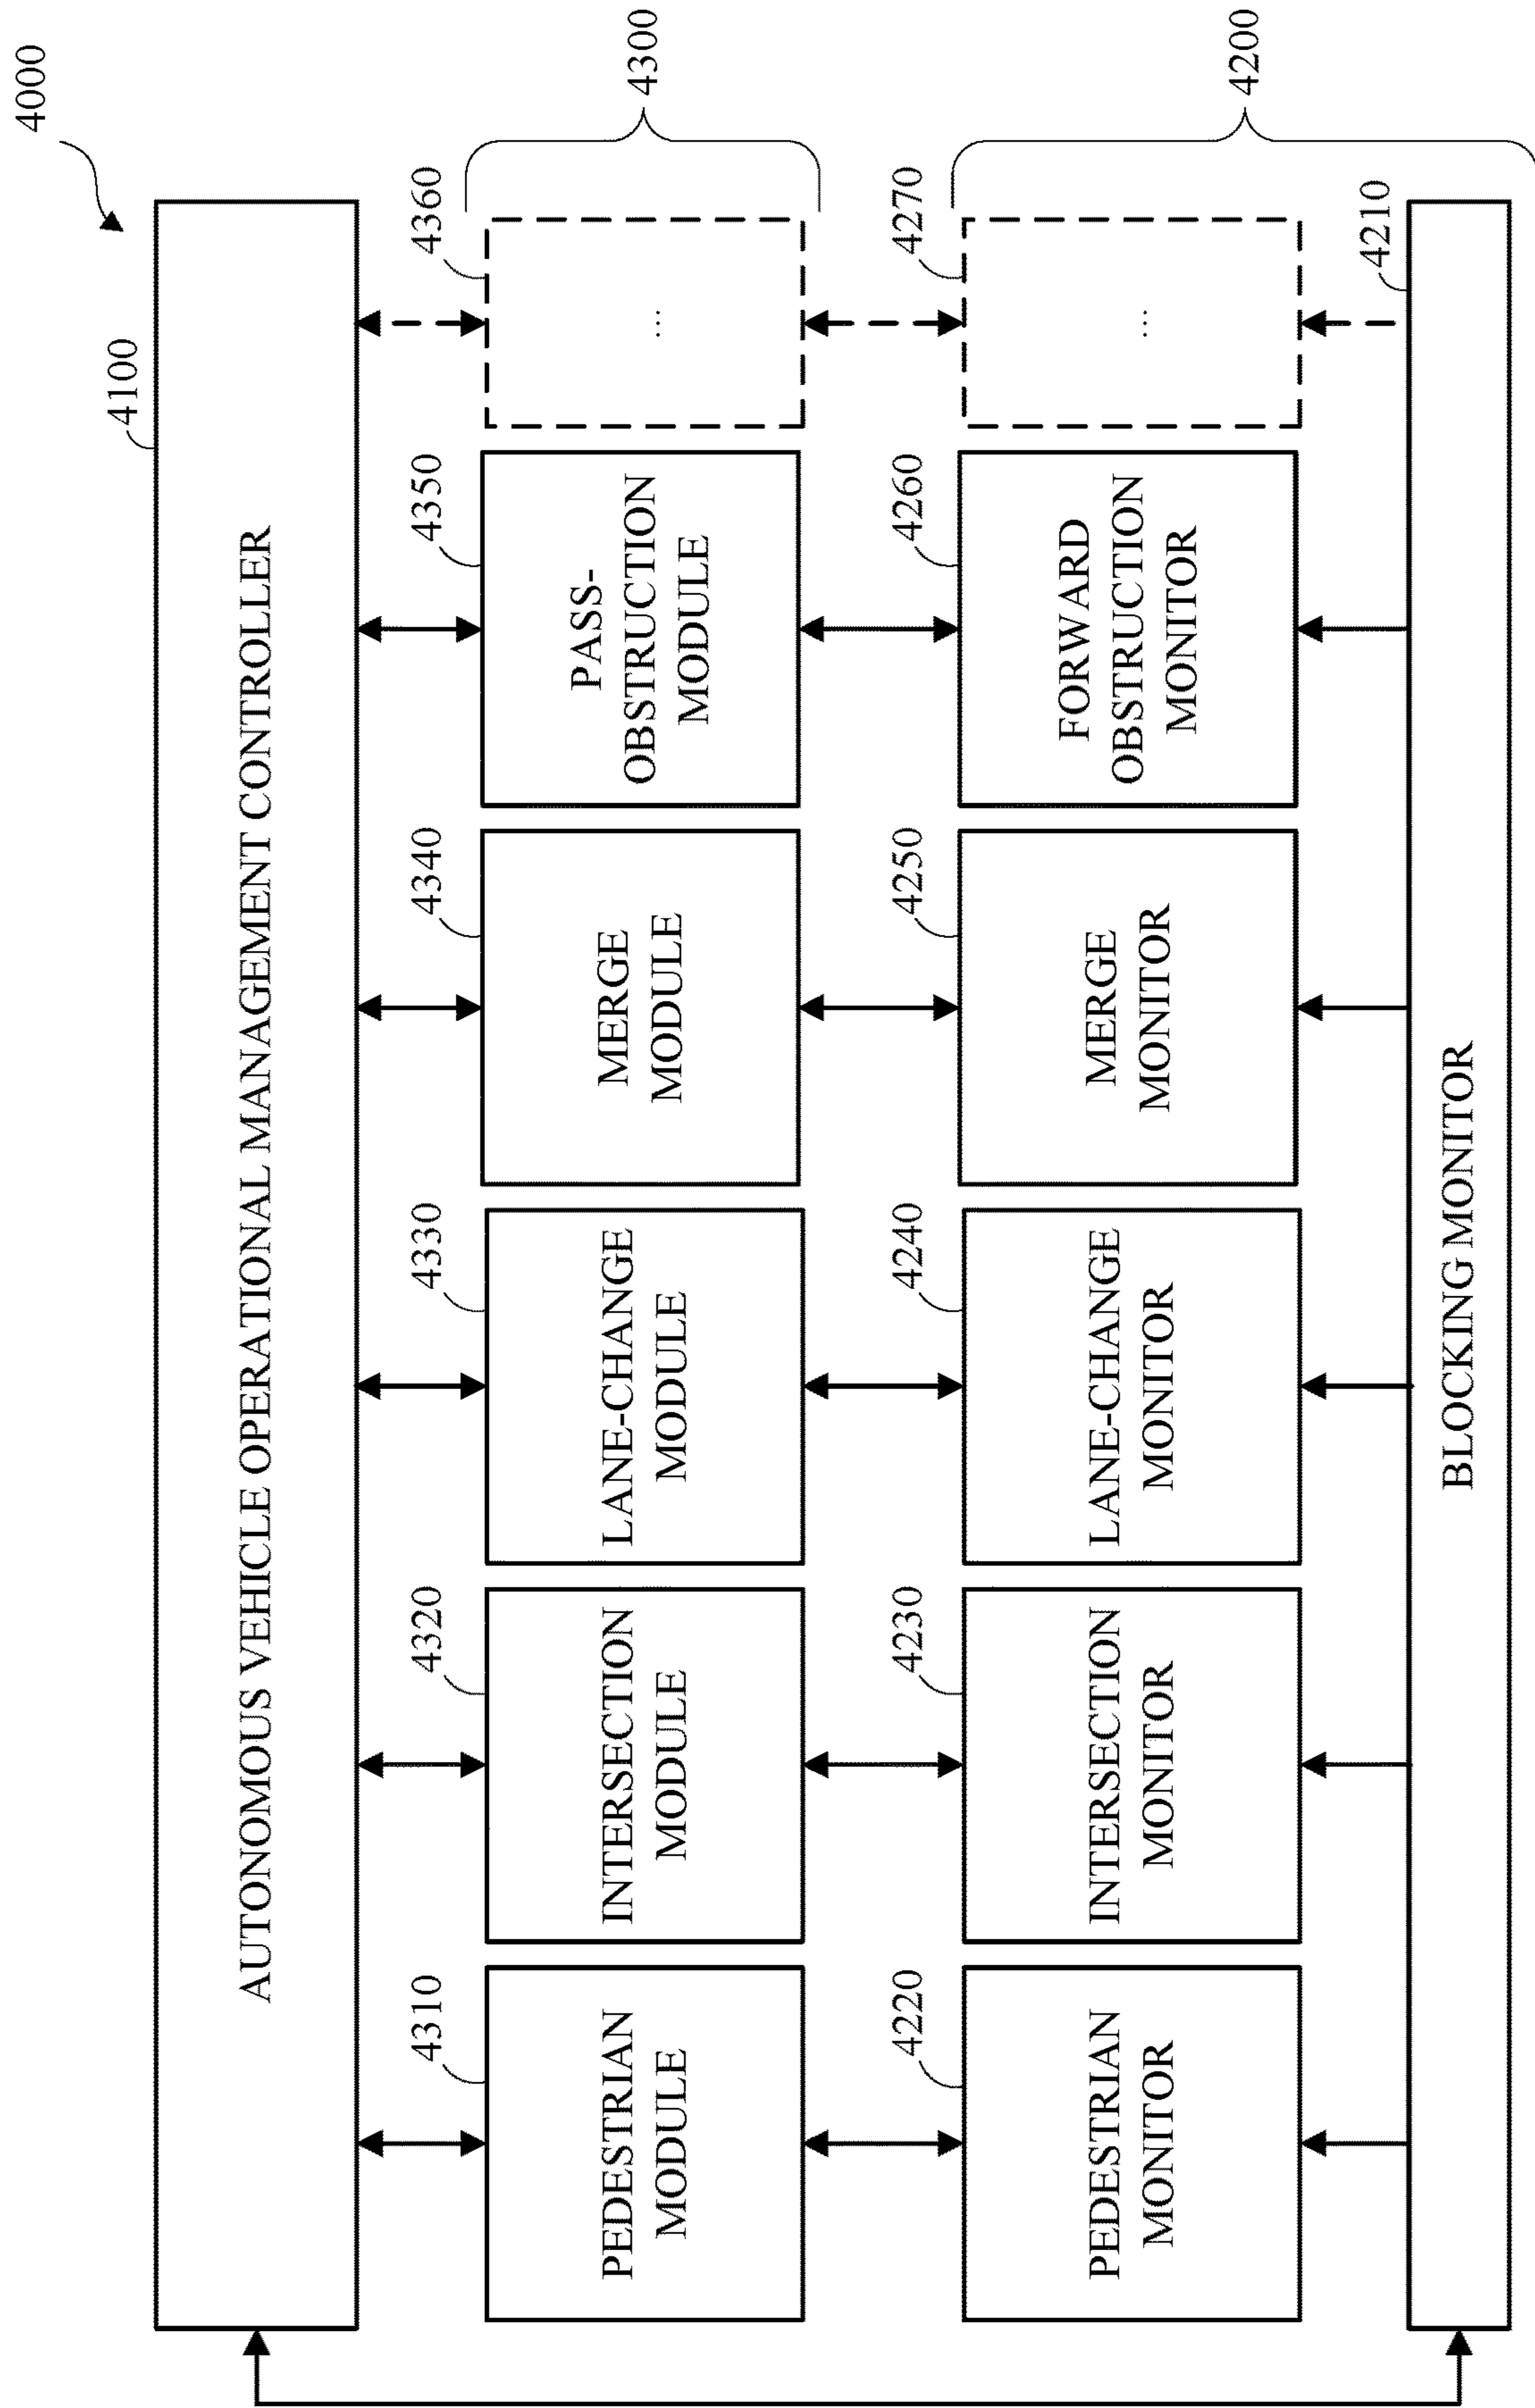 4000
4100
AUTONOMOUS VEHICLE OPERATIONAL MANAGEMENT CONTROLLER
4300
4310
PEDESTRIAN
MODULE
4320
INTERSECTION
MODULE
4330
LANE-CHANGE
MODULE
4340
MERGE
MODULE
4350
PASS-
OBSTRUCTION
MODULE
4360
...
4200
4220
PEDESTRIAN
MONITOR
4230
INTERSECTION
MONITOR
4240
LANE-CHANGE
MONITOR
4250
MERGE
MONITOR
4260
FORWARD
OBSTRUCTION
MONITOR
4270
...
4210
BLOCKING MONITOR